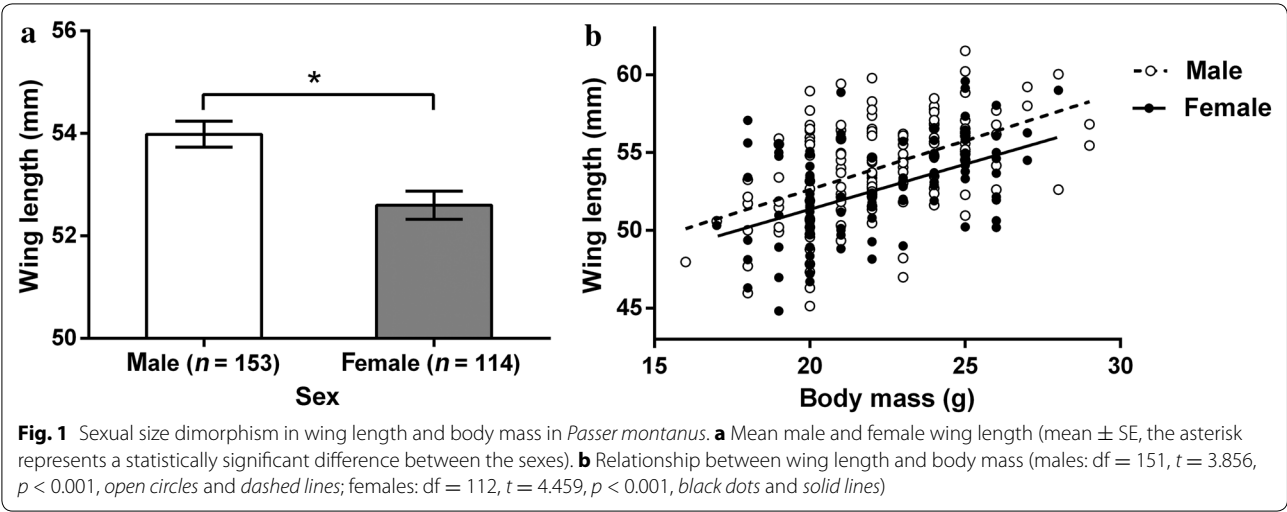 a
56
54
52
50
Wing length (mm)
*
Male (n = 153)
Female (n = 114)
Sex
b
60
55
50
45
Wing length (mm)
15
20
25
30
Body mass (g)
Male
Female
Fig. 1 Sexual size dimorphism in wing length and body mass in Passer montanus. a Mean male and female wing length (mean ± SE, the asterisk
represents a statistically significant difference between the sexes). b Relationship between wing length and body mass (males: df = 151, t = 3.856,
p < 0.001, open circles and dashed lines; females: df = 112, t = 4.459, p < 0.001, black dots and solid lines)